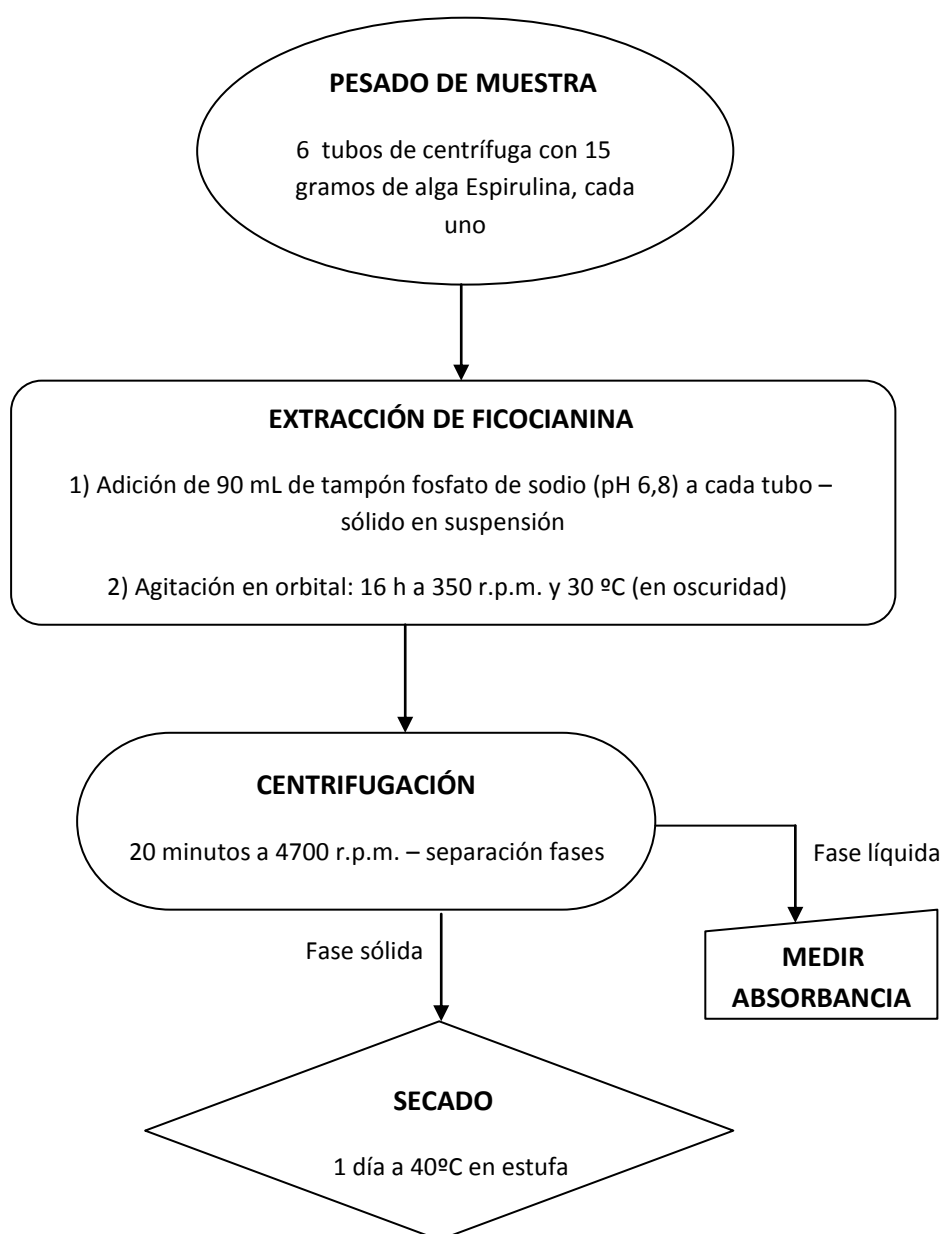 PESADO DE MUESTRA
6 tubos de centrífuga con 15
gramos de alga Espirulina, cada
uno
EXTRACCIÓN DE FICOCIANINA
1) Adición de 90 mL de tampón fosfato de sodio (pH 6,8) a cada tubo –
sólido en suspensión
2) Agitación en orbital: 16 h a 350 r.p.m. y 30 ºC (en oscuridad)
CENTRIFUGACIÓN
20 minutos a 4700 r.p.m. – separación fases
Fase líquida
Fase sólida
MEDIR
ABSORBANCIA
SECADO
1 día a 40ºC en estufa